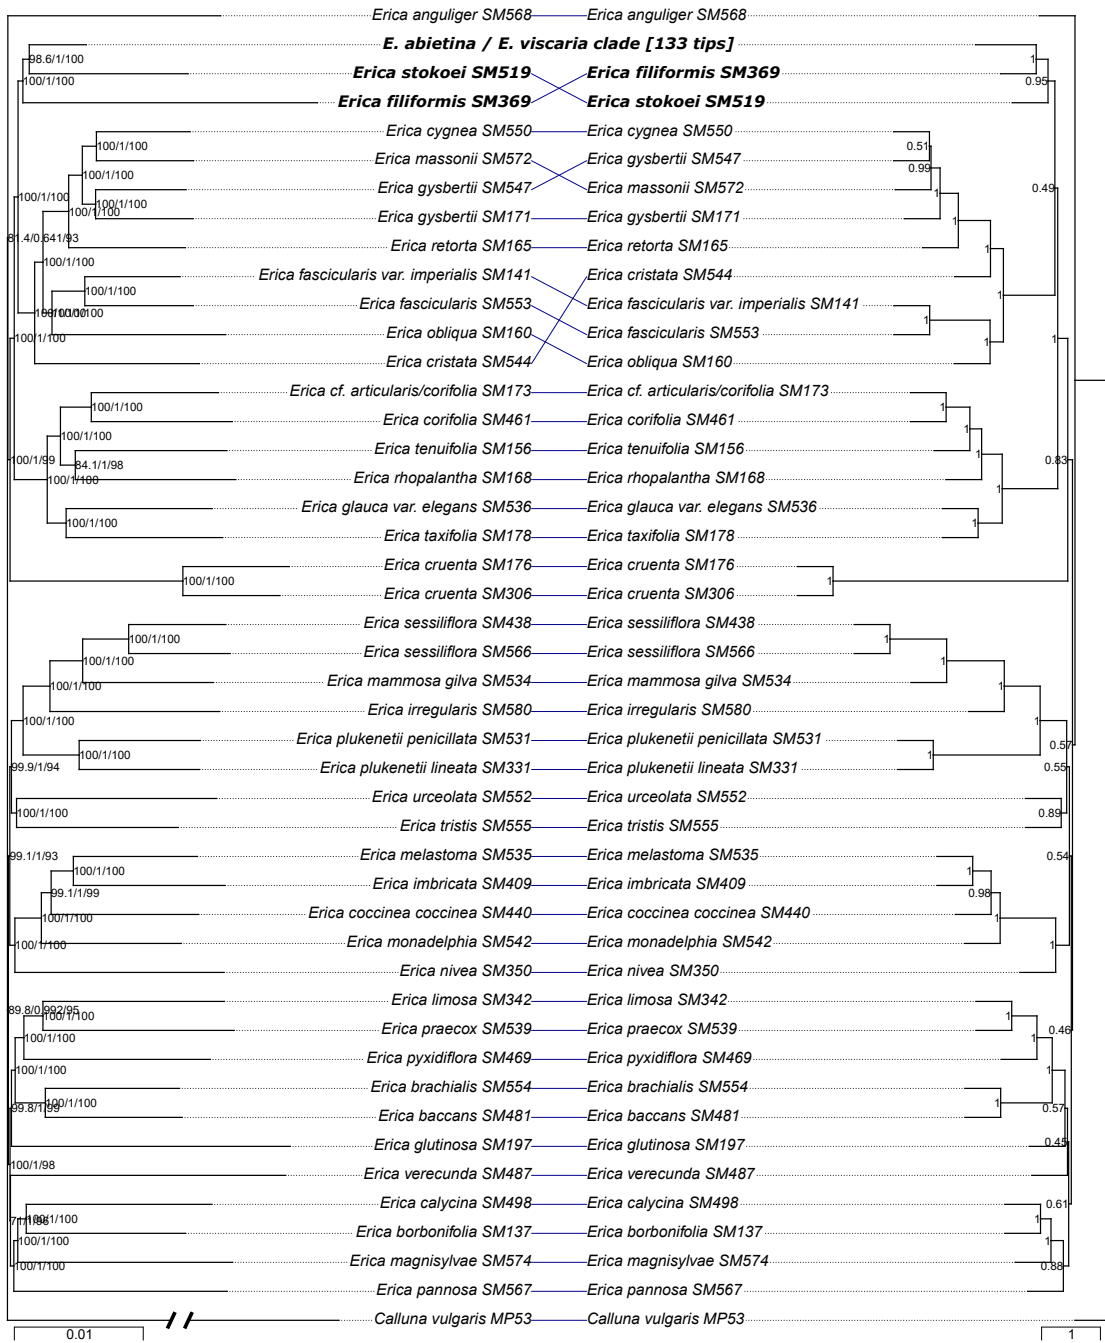 Erica anguliger SM568 Erica anguliger SM568
E. abietina / E. viscaria clade [133 tips] 1
98.6/1/100
Erica stokoei SM519 Erica filiformis SM369
100/1/100 0.95
Erica filiformis SM369 Erica stokoei SM519
Erica cygnea SM550 Erica cygnea SM550
100/1/100 0.51
Erica massonii SM572 Erica gysbertii SM547
100/1/100 0.99
Erica gysbertii SM547 Erica massonii SM572
100/1/100 1 0.49
100/1/100
100/1/100 Erica gysbertii SM171 Erica gysbertii SM171 1
81.4/0.641/93
Erica retorta SM165 Erica retorta SM165 1
100/1/100 1
Erica fascicularis var. imperialis SM141 Erica cristata SM544
100/1/100 1
Erica fascicularis SM553 Erica fascicularis var. imperialis SM141
100/1/100 1
Erica obliqua SM160 Erica fascicularis SM553
100/1/100 1 1
Erica cristata SM544 Erica obliqua SM160
Erica cf. articularis/corifolia SM173 Erica cf. articularis/corifolia SM173
100/1/100 1
Erica corifolia SM461 Erica corifolia SM461
100/1/100 1
Erica tenuifolia SM156 Erica tenuifolia SM156
100/1/99 84.1/1/98 1 0.83
100/1/100 Erica rhopalantha SM168 Erica rhopalantha SM168
1
Erica glauca var. elegans SM536 Erica glauca var. elegans SM536
100/1/100 1
Erica taxifolia SM178 Erica taxifolia SM178
Erica cruenta SM176 Erica cruenta SM176
100/1/100 1
Erica cruenta SM306 Erica cruenta SM306
Erica sessiliflora SM438 Erica sessiliflora SM438
100/1/100 1
Erica sessiliflora SM566 Erica sessiliflora SM566
100/1/100 1
Erica mammosa gilva SM534 Erica mammosa gilva SM534
100/1/100 1
Erica irregularis SM580 Erica irregularis SM580
100/1/100 1
Erica plukenetii penicillata SM531 Erica plukenetii penicillata SM531
100/1/100 1 0.57
99.9/1/94 0.55
Erica plukenetii lineata SM331 Erica plukenetii lineata SM331
Erica urceolata SM552 Erica urceolata SM552
100/1/100 0.89
Erica tristis SM555 Erica tristis SM555
99.1/1/93 Erica melastoma SM535 Erica melastoma SM535 0.54
100/1/100 1
Erica imbricata SM409 Erica imbricata SM409
99.1/1/99 0.98
Erica coccinea coccinea SM440 Erica coccinea coccinea SM440
100/1/100 1
Erica monadelphia SM542 Erica monadelphia SM542
100/1/100 1
Erica nivea SM350 Erica nivea SM350
Erica limosa SM342 Erica limosa SM342
89.8/0.992/95
100/1/100 1
Erica praecox SM539 Erica praecox SM539 0.46
100/1/100 1
Erica pyxidiflora SM469 Erica pyxidiflora SM469
100/1/100 1
Erica brachialis SM554 Erica brachialis SM554
100/1/100 1
99.8/1/99 0.57
Erica baccans SM481 Erica baccans SM481
Erica glutinosa SM197 Erica glutinosa SM197 0.45
100/1/98
Erica verecunda SM487 Erica verecunda SM487
Erica calycina SM498 Erica calycina SM498 0.61
100/1/100 1
Erica borbonifolia SM137 Erica borbonifolia SM137
100/1/100 1
Erica magnisylvae SM574 Erica magnisylvae SM574
100/1/100 0.88
Erica pannosa SM567 Erica pannosa SM567
Calluna vulgaris MP53 Calluna vulgaris MP53
0.01 1